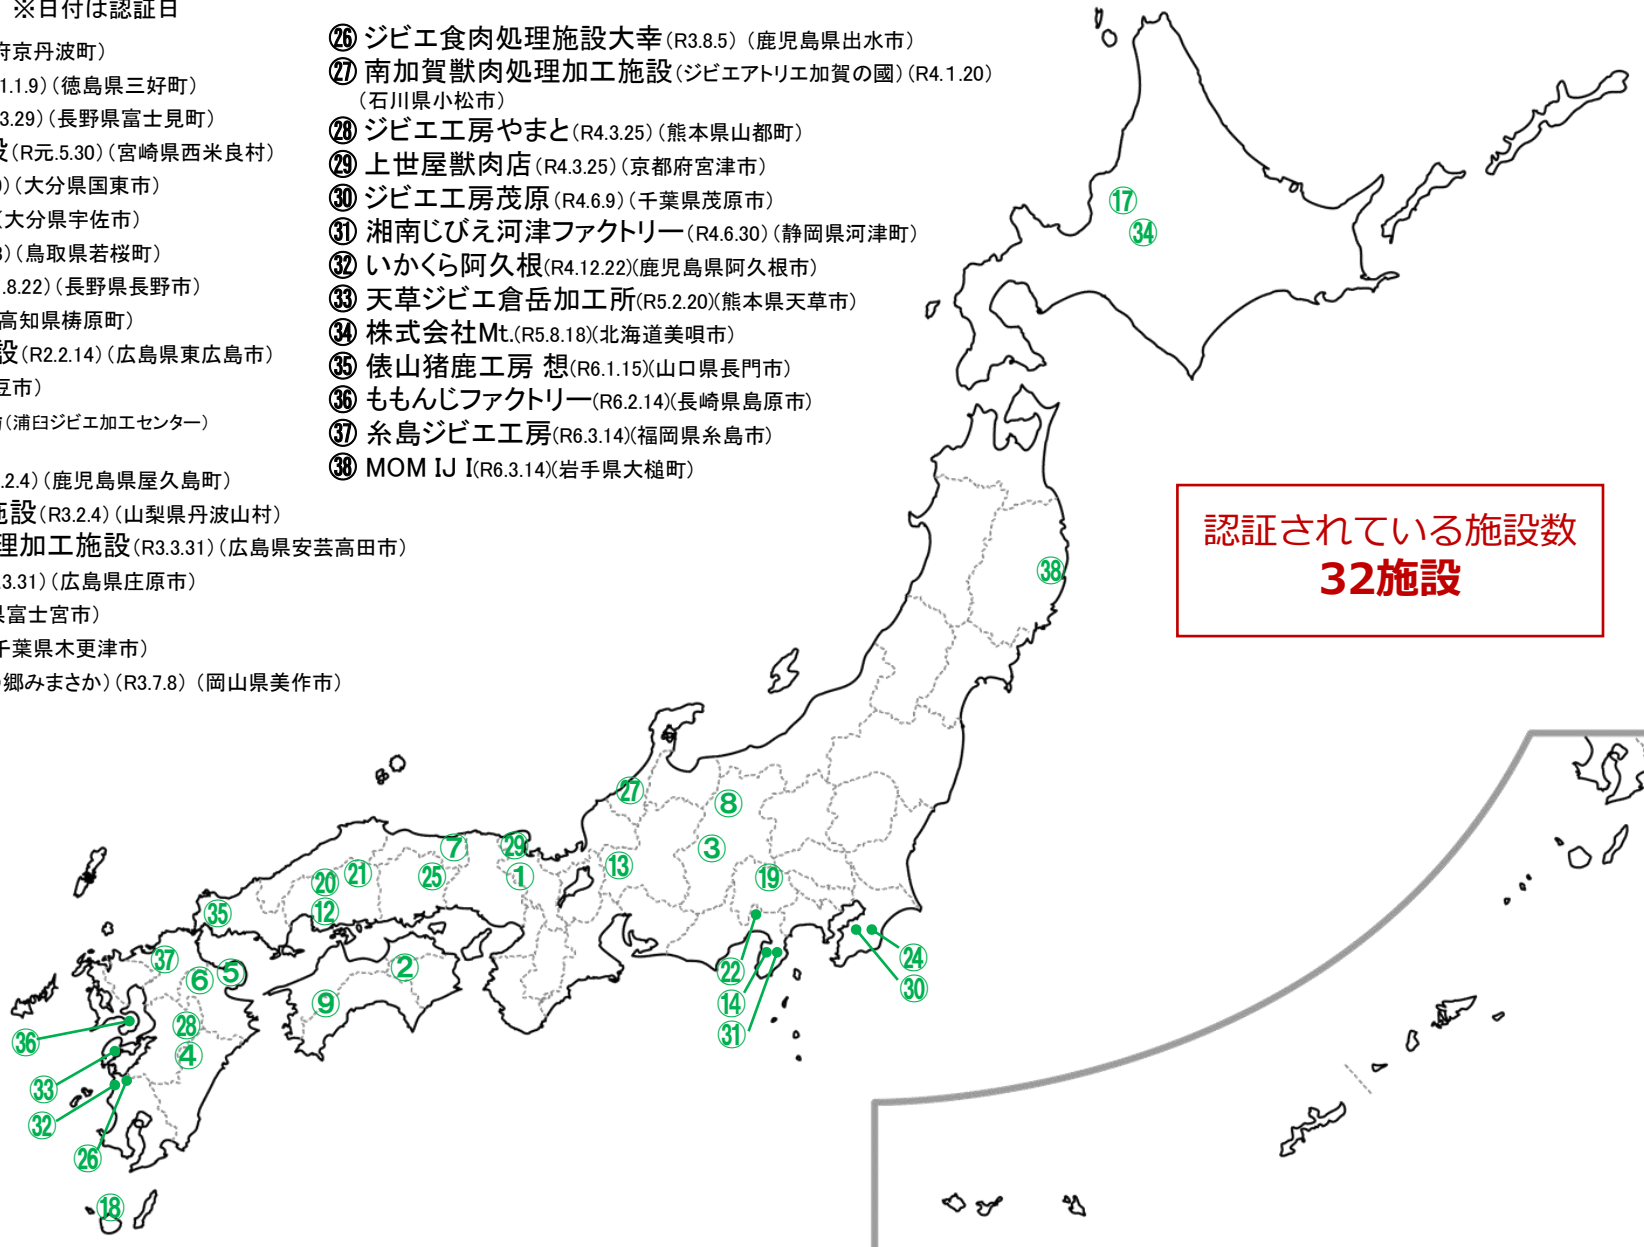 ※日付は認証日
府京丹波町）
1.1.9)（徳島県三好町）
3.29)（長野県富士見町）
設(R元.5.30)（宮崎県西米良村）
)（大分県国東市）
（大分県宇佐市）
3)（鳥取県若桜町）
.8.22)（長野県長野市）
高知県梼原町）
設(R2.2.14)（広島県東広島市）
豆市）
（浦臼ジビエ加工センター）
.2.4)（鹿児島県屋久島町）
施設(R3.2.4)（山梨県丹波山村）
理加工施設(R3.3.31)（広島県安芸高田市）
.3.31)（広島県庄原市）
県富士宮市）
千葉県木更津市）
郷みまさか)(R3.7.8)（岡山県美作市）
㉖ ジビエ食肉処理施設大幸(R3.8.5)（鹿児島県出水市）
㉗ 南加賀獣肉処理加工施設(ジビエアトリエ加賀の國)(R4.1.20)
（石川県小松市）
㉘ ジビエ工房やまと(R4.3.25)（熊本県山都町）
㉙ 上世屋獣肉店(R4.3.25)（京都府宮津市）
㉚ ジビエ工房茂原(R4.6.9)（千葉県茂原市）
㉛ 湘南じびえ河津ファクトリー(R4.6.30)（静岡県河津町）
㉜ いかくら阿久根(R4.12.22)(鹿児島県阿久根市）
㉝ 天草ジビエ倉岳加工所(R5.2.20)(熊本県天草市）
㉞ 株式会社Mt.(R5.8.18)(北海道美唄市）
㉟ 俵山猪鹿工房 想(R6.1.15)(山口県長門市）
㊱ ももんじファクトリー(R6.2.14)(長崎県島原市）
㊲ 糸島ジビエ工房(R6.3.14)(福岡県糸島市）
㊳ MOMIJI(R6.3.14)(岩手県大槌町）
認証されている施設数
32施設
⑰
㉞
㊳
㉗
⑧
③
⑬
⑲
⑦
㉙
①
㉕
㉑
⑳
⑫
㉟
㊲
⑥
⑤
②
⑨
㉘
④
㊱
㉝
㉜
㉖
⑱
㉒
⑭
㉛
㉔
㉚